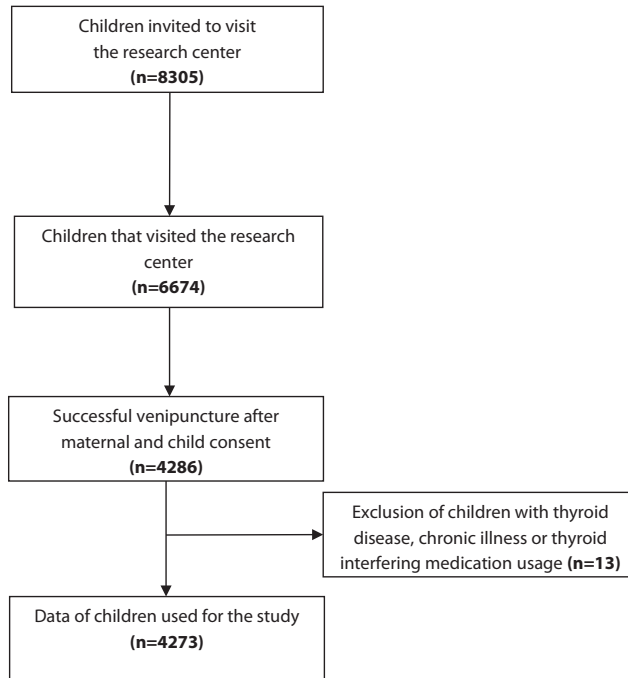 Children invited to visit
the research center
(n=8305)
Children that visited the research
center
(n=6674)
Successful venipuncture after
maternal and child consent
(n=4286)
Exclusion of children with thyroid
disease, chronic illness or thyroid
interfering medication usage (n=13)
Data of children used for the study
(n=4273)